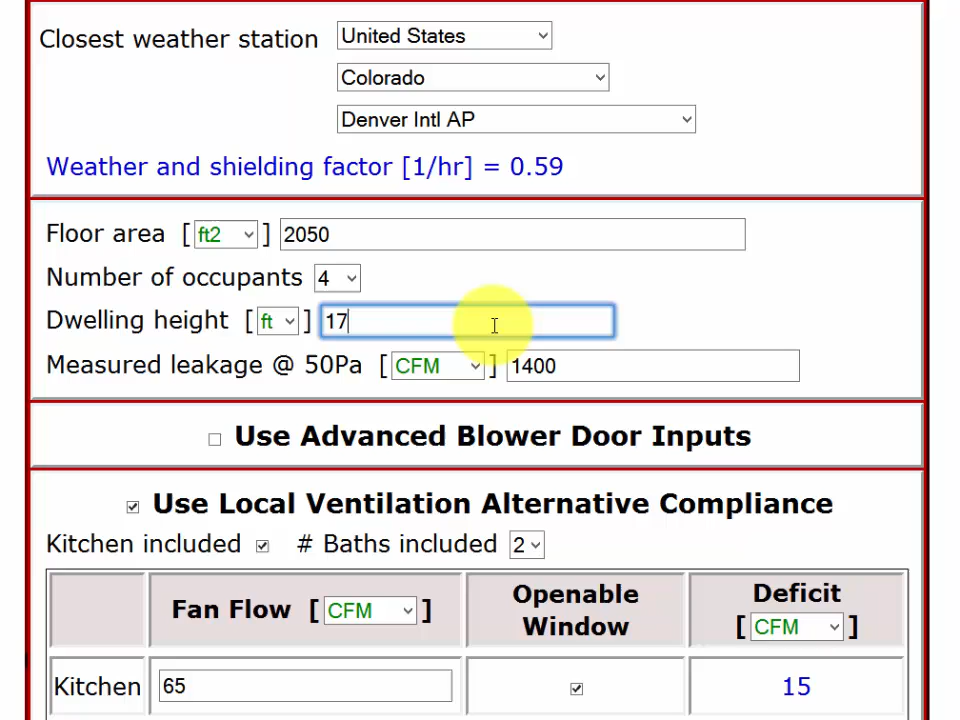 Closest weather station United States
Colorado
Denver Intl AP
Weather and shielding factor [1/hr] = 0.59
Floor area [ft2] 2050
Number of occupants 4
Dwelling height [ft] 17
Measured leakage @ 50Pa [CFM] 1400
Use Advanced Blower Door Inputs
Use Local Ventilation Alternative Compliance
Kitchen included # Baths included 2
Fan Flow [CFM] Openable Window Deficit [CFM]
Kitchen 65 15